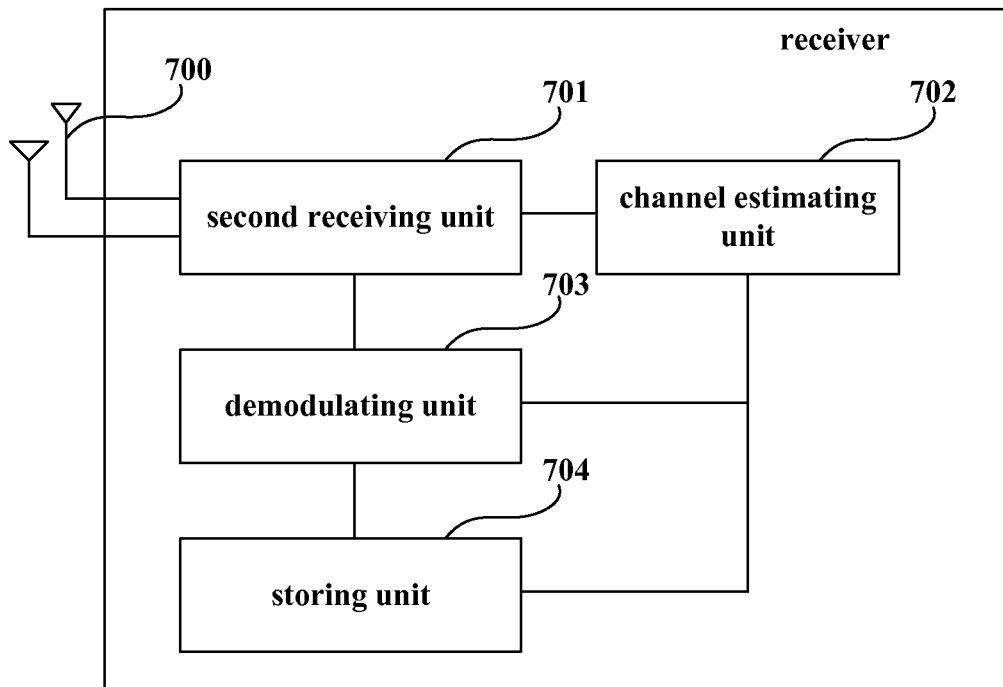 receiver
700
701
702
second receiving unit
channel estimating
unit
703
demodulating unit
704
storing unit